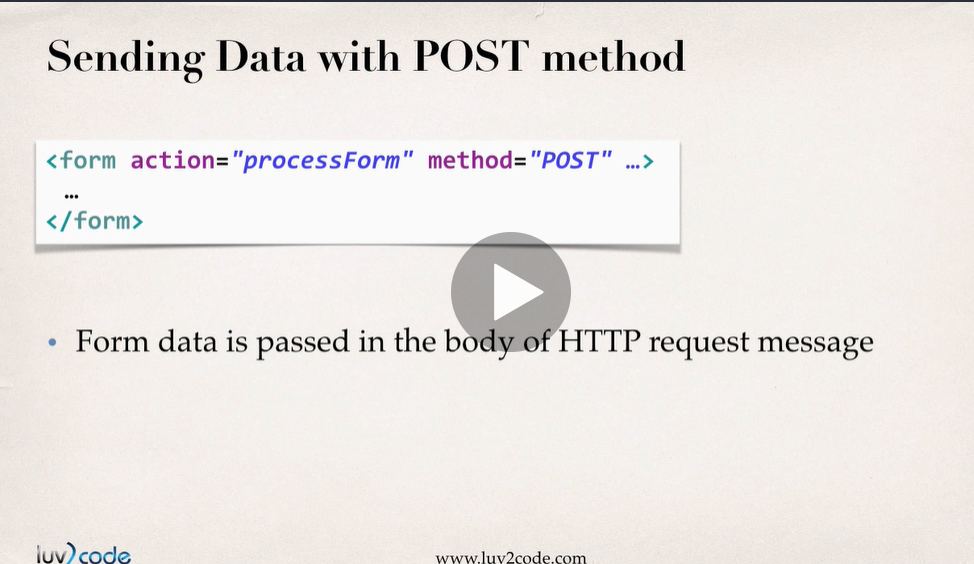 Sending Data with POST method
<form action="processForm" method="POST" …>
…
</form>
• Form data is passed in the body of HTTP request message
luv2code
www.luv2code.com